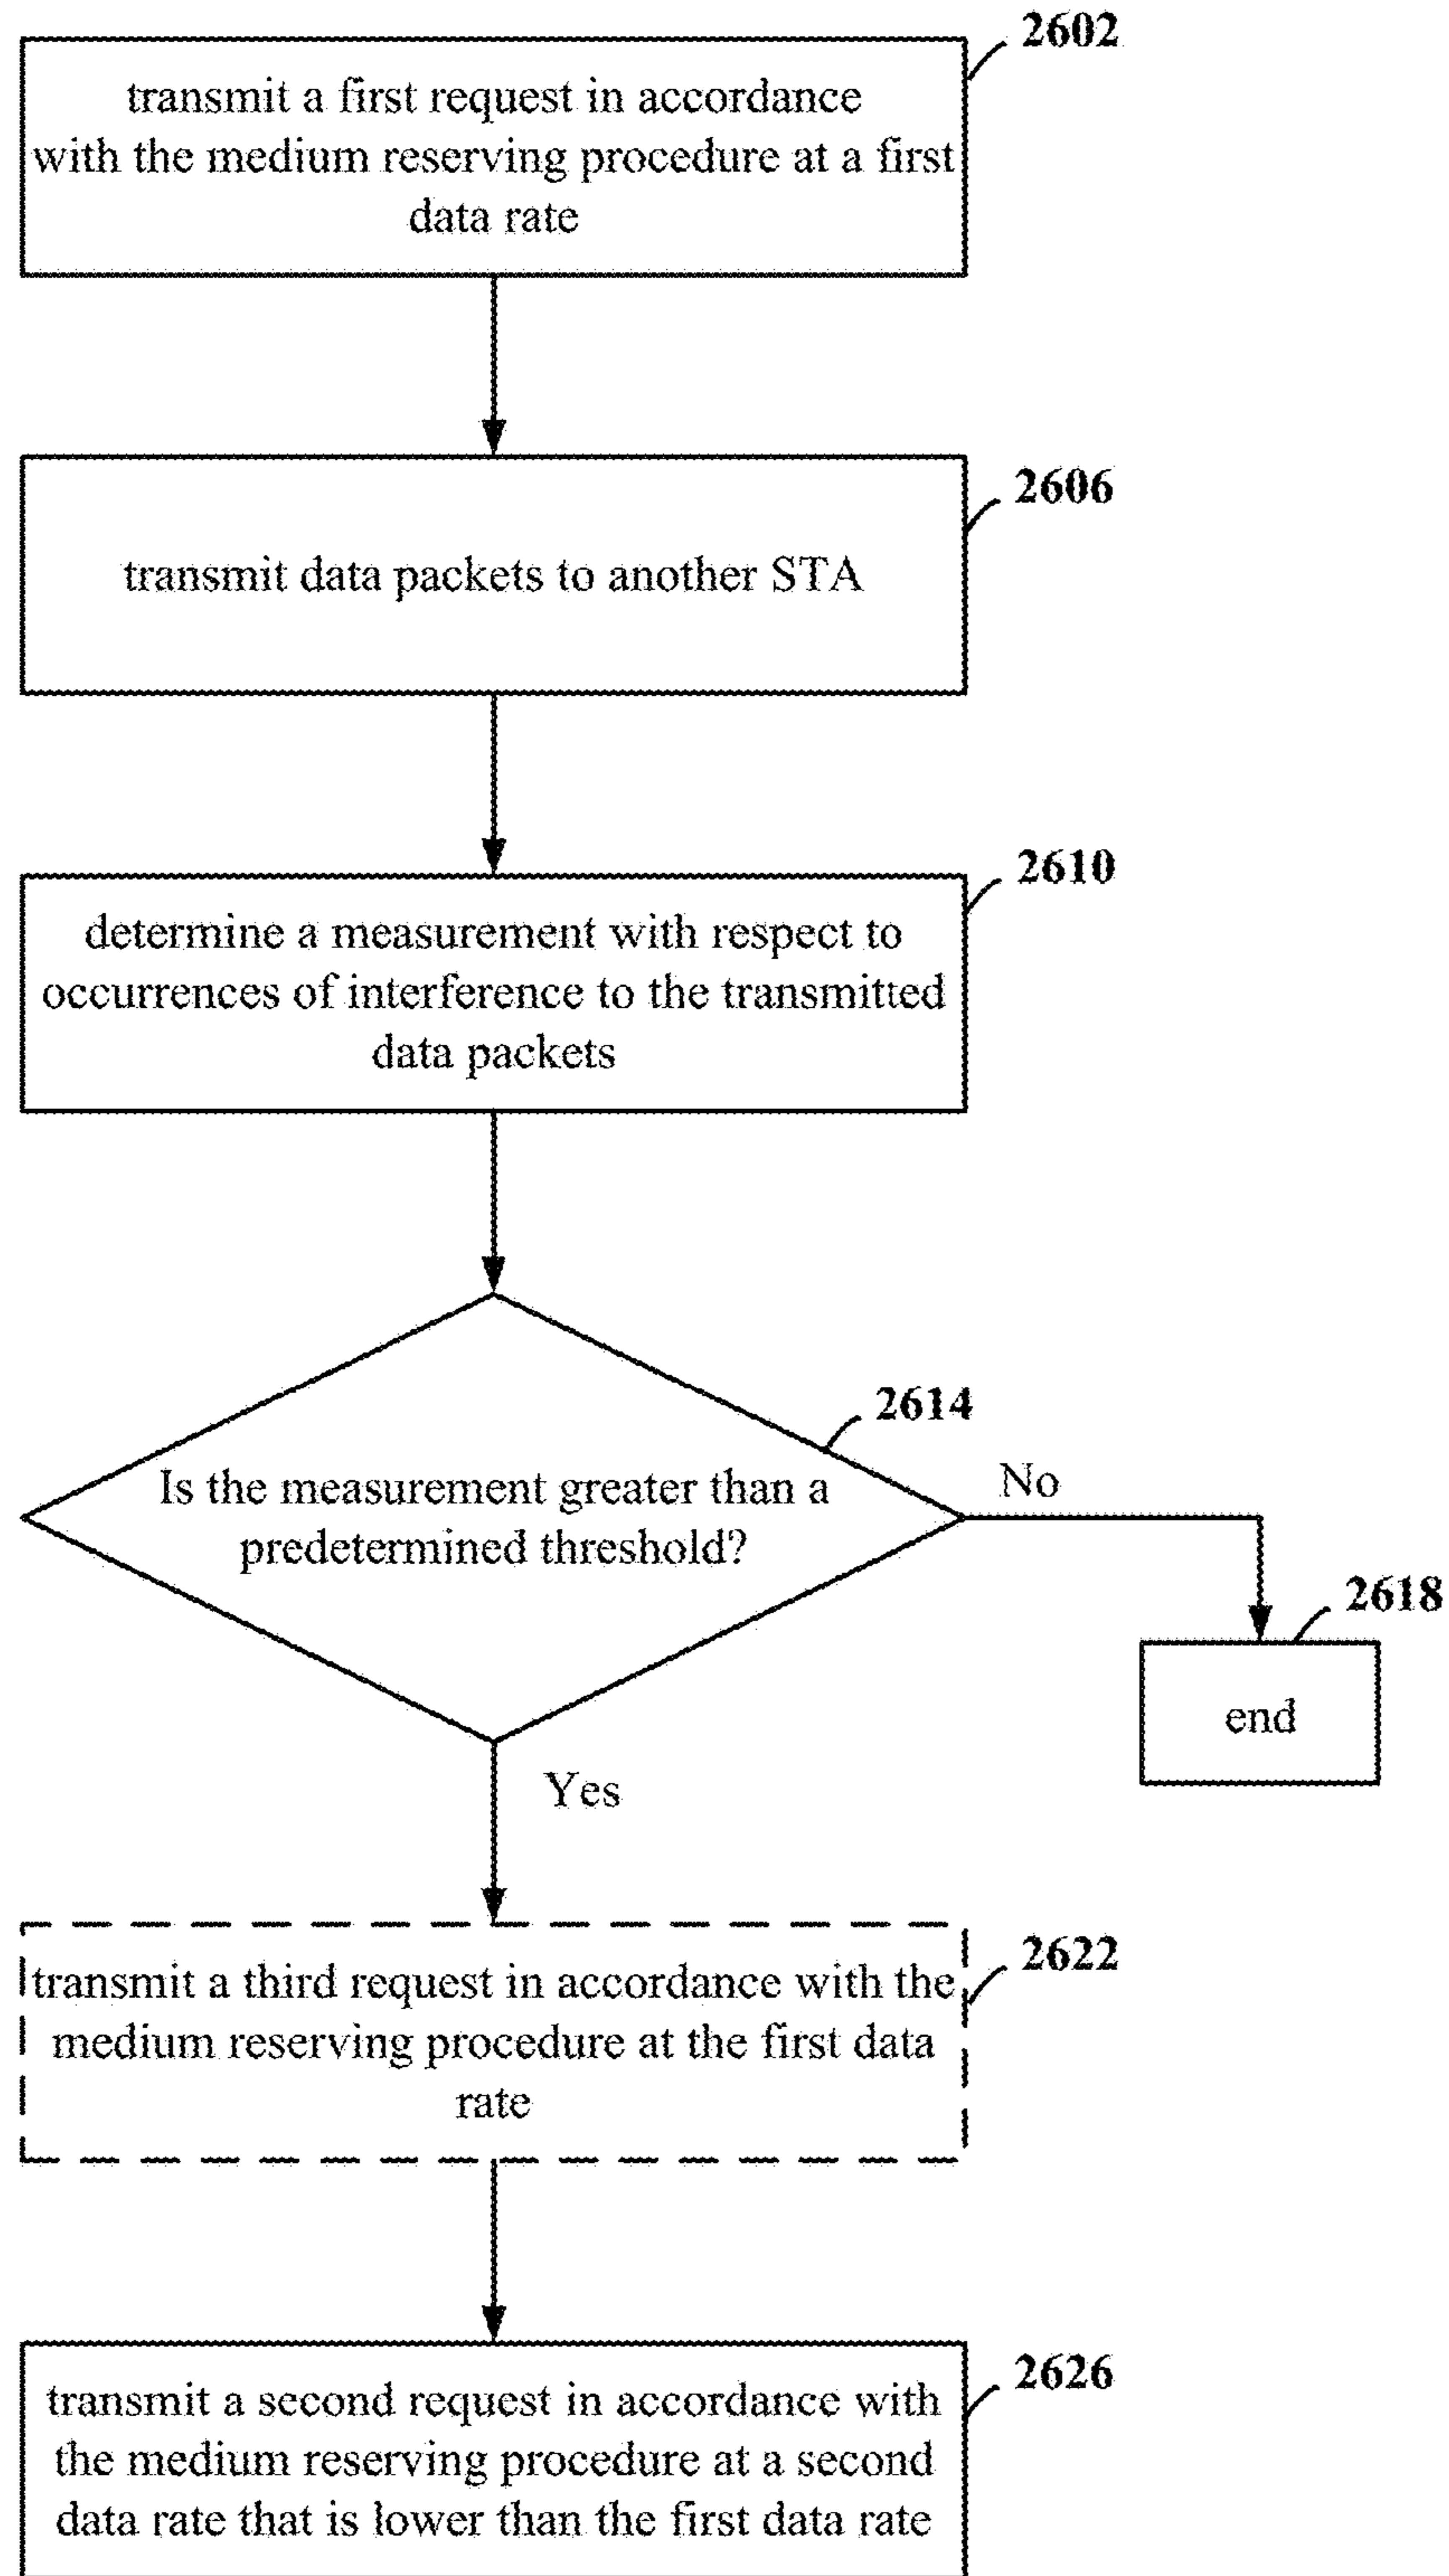 2602
transmit a first request in accordance
with the medium reserving procedure at a first
data rate
2606
transmit data packets to another STA
2610
determine a measurement with respect to
occurrences of interference to the transmitted
data packets
2614
Is the measurement greater than a
predetermined threshold?
No
2618
end
Yes
2622
transmit a third request in accordance with the
medium reserving procedure at the first data
rate
2626
transmit a second request in accordance with
the medium reserving procedure at a second
data rate that is lower than the first data rate